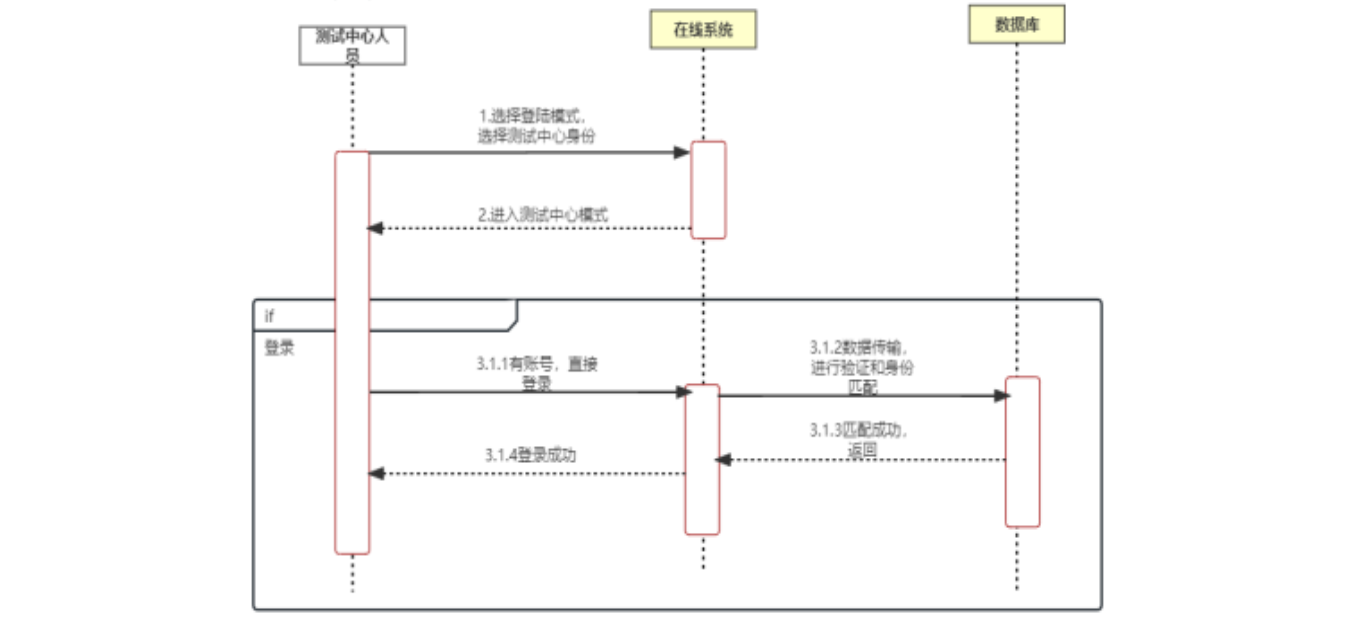 测试中心人
员
在线系统
数据库
1.选择登陆模式，
选择测试中心身份
2.进入测试中心模式
if
登录
3.1.1有账号，直接
登录
3.1.2数据传输，
进行验证和身份
匹配
3.1.3匹配成功，
返回
3.1.4登录成功